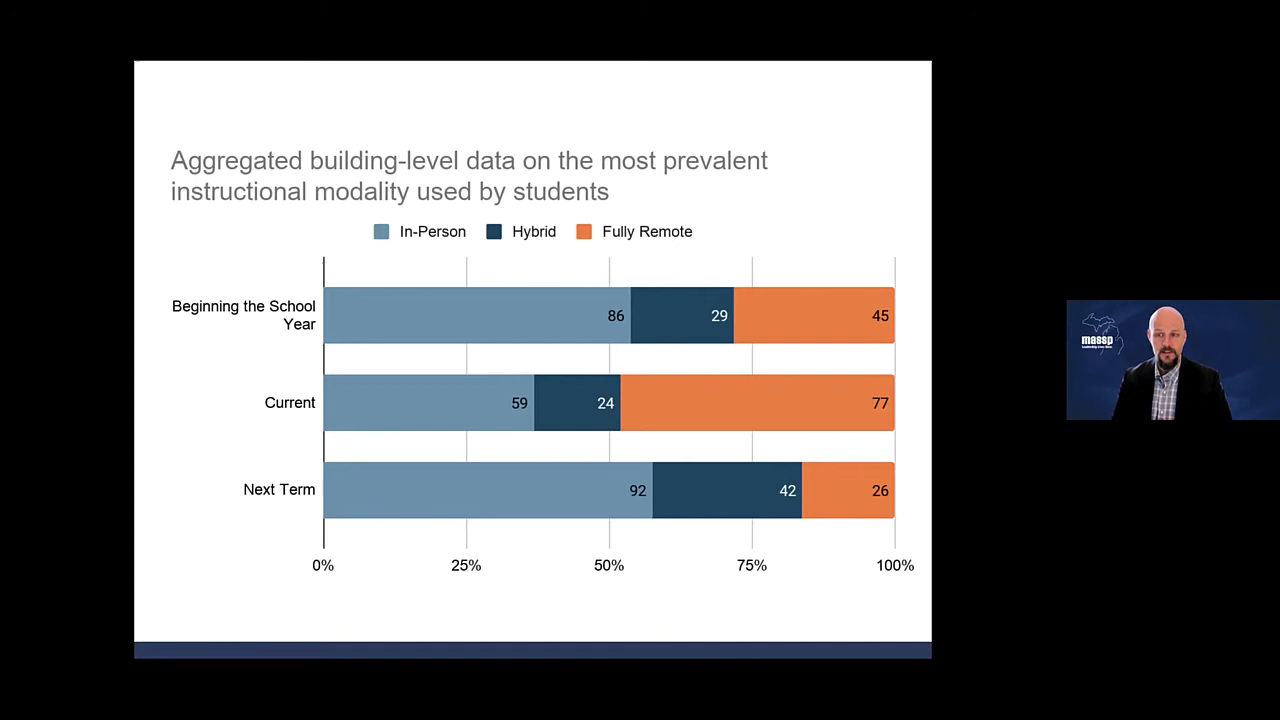 Aggregated building-level data on the most prevalent
instructional modality used by students
In-Person Hybrid Fully Remote
Beginning the School
Year
86 29 45
Current 59 24 77
Next Term 92 42 26
0% 25% 50% 75% 100%
massp